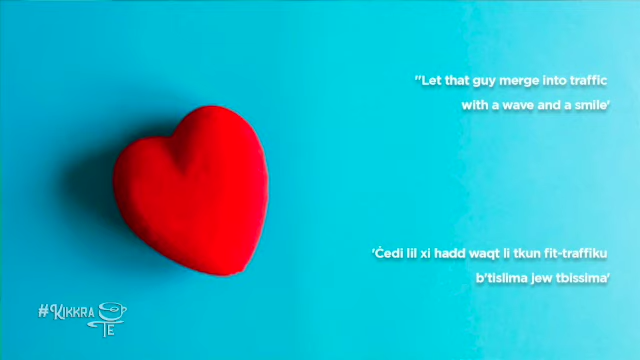 "Let that guy merge into traffic
with a wave and a smile'
'Ċedi lil xi hadd waqt li tkun fit-traffiku
b'tislima jew tbissima'
#KIKKRA
TE